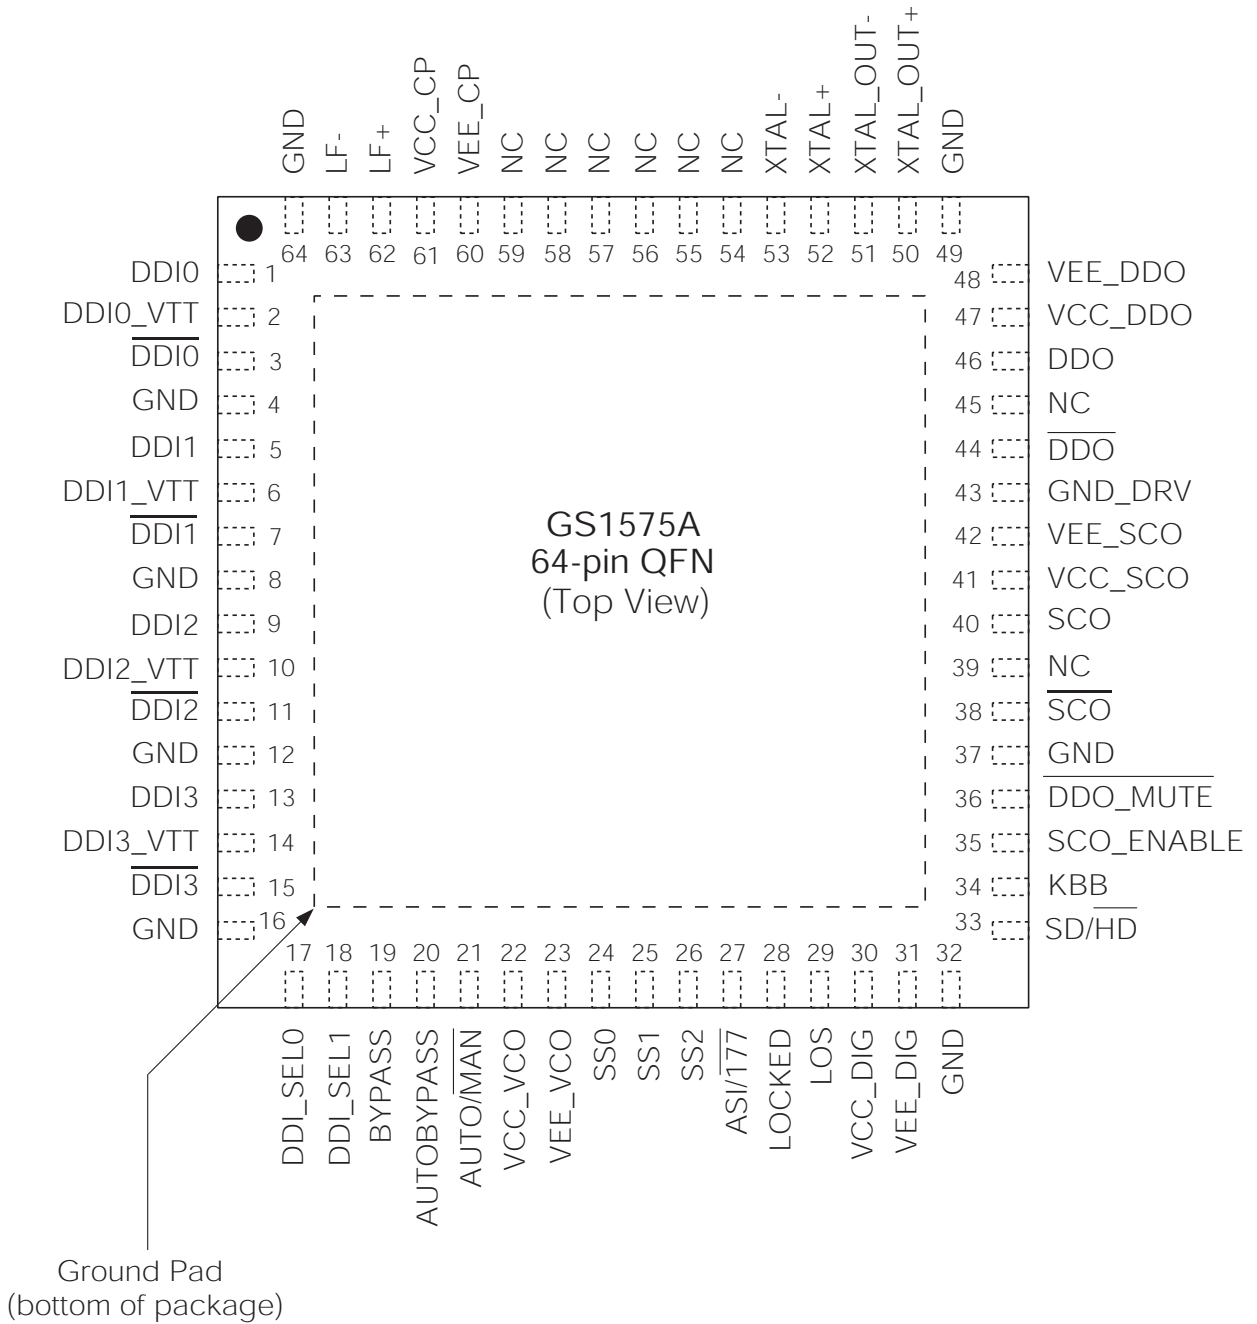 GND
LF-
LF+
VCC_CP
VEE_CP
NC
NC
NC
NC
NC
NC
XTAL-
XTAL+
XTAL_OUT-
XTAL_OUT+
GND
64
63
62
61
60
59
58
57
56
55
54
53
52
51
50
49
DDI0
1
DDI0_VTT
2
DDI0
3
GND
4
DDI1
5
DDI1_VTT
6
DDI1
7
GND
8
DDI2
9
DDI2_VTT
10
DDI2
11
GND
12
DDI3
13
DDI3_VTT
14
DDI3
15
GND
16
GS1575A
64-pin QFN
(Top View)
48
VEE_DDO
47
VCC_DDO
46
DDO
45
NC
44
DDO
43
GND_DRV
42
VEE_SCO
41
VCC_SCO
40
SCO
39
NC
38
SCO
37
GND
36
DDO_MUTE
35
SCO_ENABLE
34
KBB
33
SD/HD
17
18
19
20
21
22
23
24
25
26
27
28
29
30
31
32
DDI_SEL0
DDI_SEL1
BYPASS
AUTOBYPASS
AUTO/MAN
VCC_VCO
VEE_VCO
SS0
SS1
SS2
ASI/177
LOCKED
LOS
VCC_DIG
VEE_DIG
GND
Ground Pad
(bottom of package)